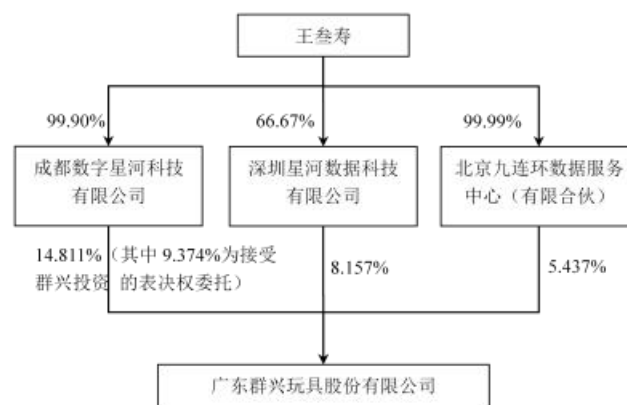 王叁寿
99.90%
66.67%
99.99%
成都数字星河科技
有限公司
深圳星河数据科技
有限公司
北京九连环数据服务
中心（有限合伙）
14.811%（其中 9.374%为接受
群兴投资 的表决权委托）
8.157%
5.437%
广东群兴玩具股份有限公司